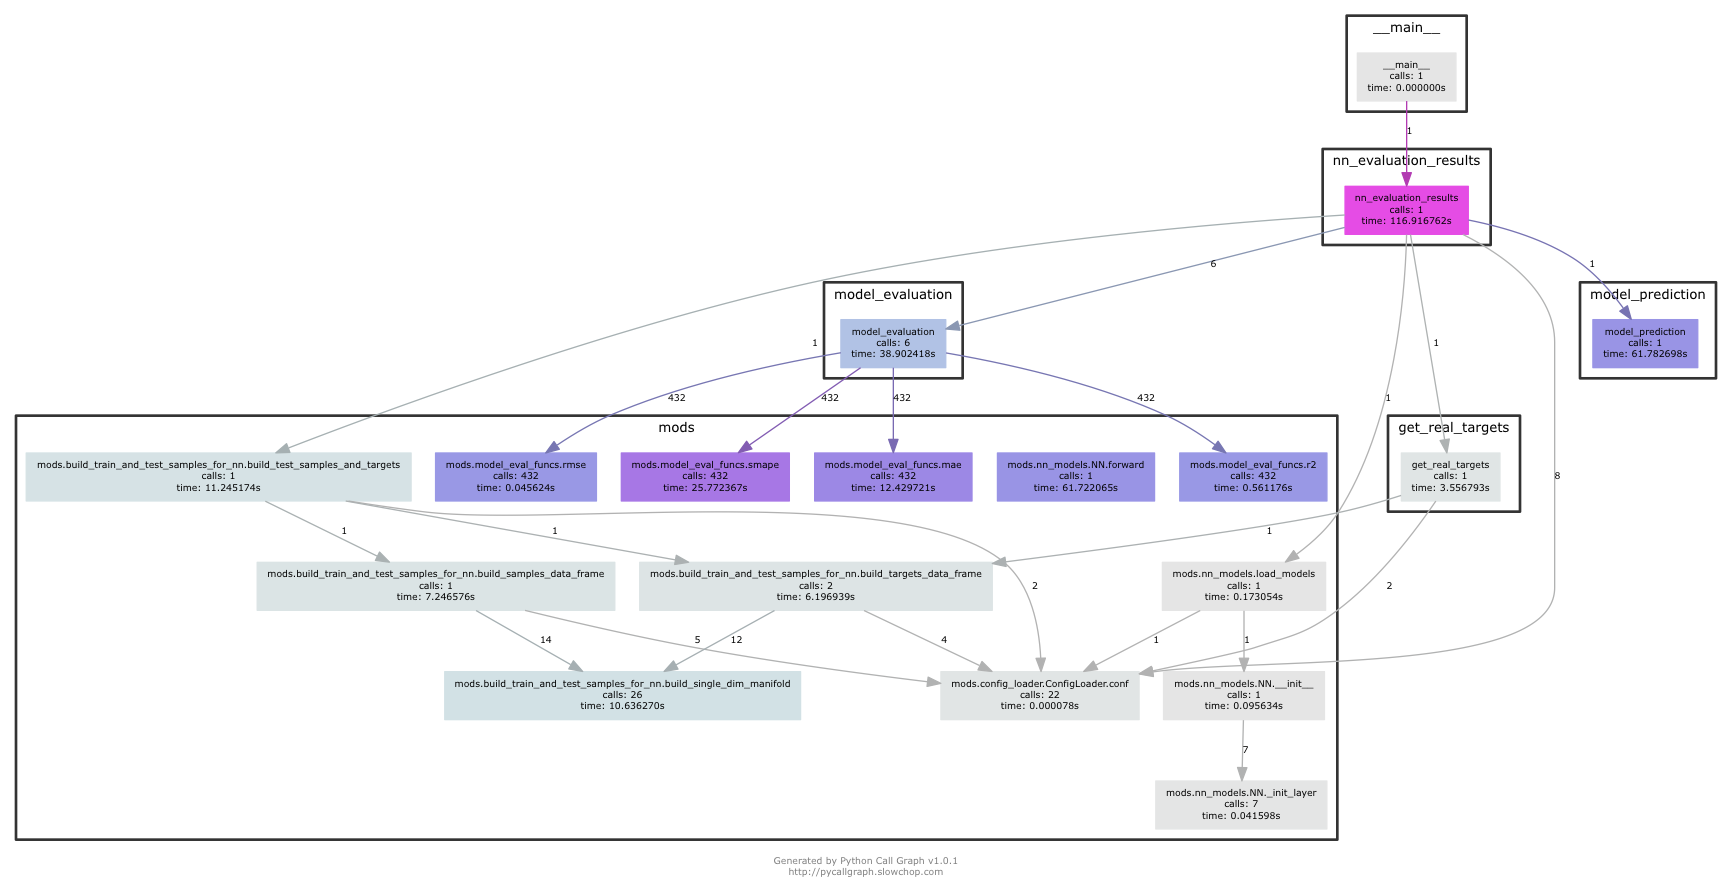 __main__
__main__
calls: 1
time: 0.000000s
1
nn_evaluation_results
nn_evaluation_results
calls: 1
time: 116.916762s
6
1
model_evaluation
model_evaluation
calls: 6
time: 38.902418s
model_prediction
model_prediction
calls: 1
time: 61.782698s
1
1
432
432
432
432
1
mods
get_real_targets
get_real_targets
calls: 1
time: 3.556793s
mods.build_train_and_test_samples_for_nn.build_test_samples_and_targets
calls: 1
time: 11.245174s
mods.model_eval_funcs.rmse
calls: 432
time: 0.045624s
mods.model_eval_funcs.smape
calls: 432
time: 25.772367s
mods.model_eval_funcs.mae
calls: 432
time: 12.429721s
mods.nn_models.NN.forward
calls: 1
time: 61.722065s
mods.model_eval_funcs.r2
calls: 432
time: 0.561176s
8
1
1
1
mods.build_train_and_test_samples_for_nn.build_samples_data_frame
calls: 1
time: 7.246576s
mods.build_train_and_test_samples_for_nn.build_targets_data_frame
calls: 2
time: 6.196939s
2
mods.nn_models.load_models
calls: 1
time: 0.173054s
2
14
12
5
4
1
1
mods.build_train_and_test_samples_for_nn.build_single_dim_manifold
calls: 26
time: 10.636270s
mods.config_loader.ConfigLoader.conf
calls: 22
time: 0.000078s
mods.nn_models.NN.__init__
calls: 1
time: 0.095634s
7
mods.nn_models.NN._init_layer
calls: 7
time: 0.041598s
Generated by Python Call Graph v1.0.1
http://pycallgraph.slowchop.com